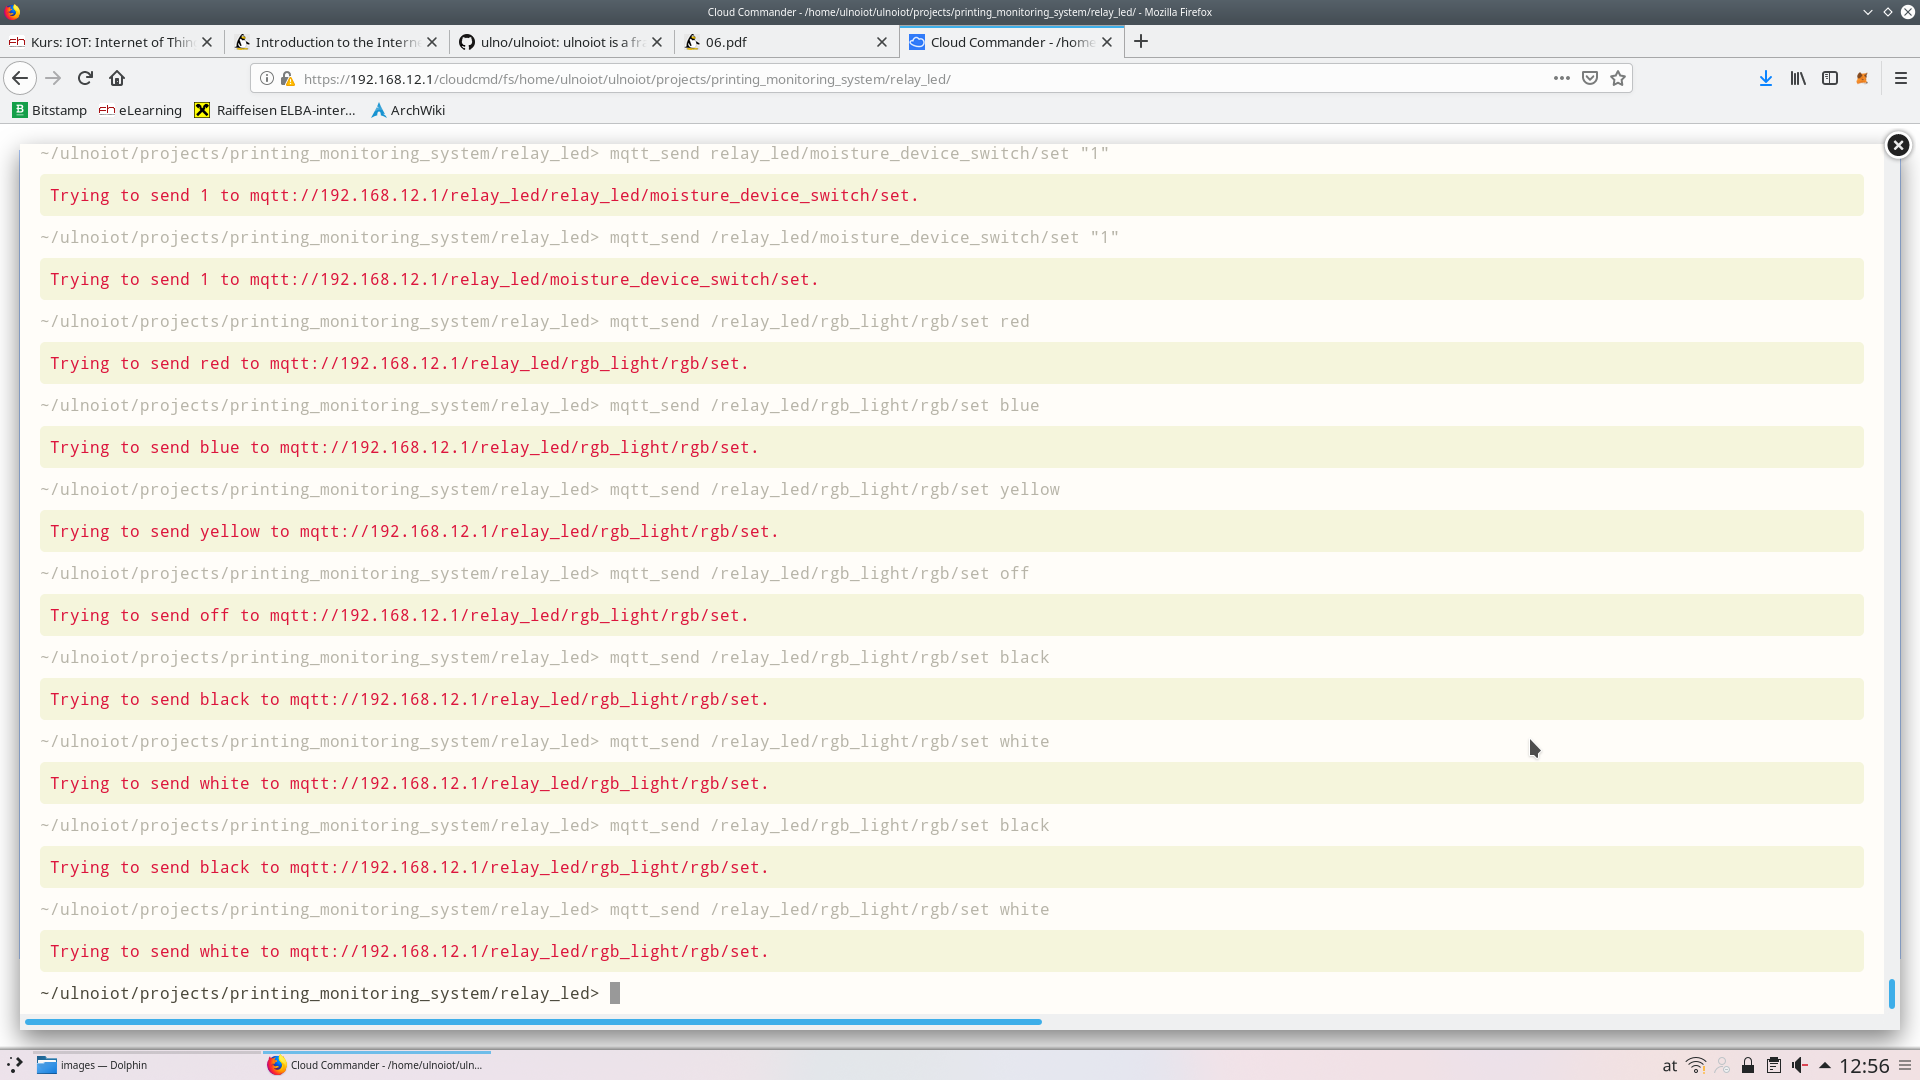 Cloud Commander - /home/ulnoiot/ulnoiot/projects/printing_monitoring_system/relay_led/ - Mozilla Firefox
Kurs: IOT: Internet of Thin
Introduction to the Intern
ulno/ulnoiot: ulnoiot is a fra
06.pdf
Cloud Commander - /home
https://192.168.12.1/cloudcmd/fs/home/ulnoiot/ulnoiot/projects/printing_monitoring_system/relay_led/
Bitstamp
eLearning
Raiffeisen ELBA-inter...
ArchWiki
~/ulnoiot/projects/printing_monitoring_system/relay_led> mqtt_send relay_led/moisture_device_switch/set "1"
Trying to send 1 to mqtt://192.168.12.1/relay_led/relay_led/moisture_device_switch/set.
~/ulnoiot/projects/printing_monitoring_system/relay_led> mqtt_send /relay_led/moisture_device_switch/set "1"
Trying to send 1 to mqtt://192.168.12.1/relay_led/moisture_device_switch/set.
~/ulnoiot/projects/printing_monitoring_system/relay_led> mqtt_send /relay_led/rgb_light/rgb/set red
Trying to send red to mqtt://192.168.12.1/relay_led/rgb_light/rgb/set.
~/ulnoiot/projects/printing_monitoring_system/relay_led> mqtt_send /relay_led/rgb_light/rgb/set blue
Trying to send blue to mqtt://192.168.12.1/relay_led/rgb_light/rgb/set.
~/ulnoiot/projects/printing_monitoring_system/relay_led> mqtt_send /relay_led/rgb_light/rgb/set yellow
Trying to send yellow to mqtt://192.168.12.1/relay_led/rgb_light/rgb/set.
~/ulnoiot/projects/printing_monitoring_system/relay_led> mqtt_send /relay_led/rgb_light/rgb/set off
Trying to send off to mqtt://192.168.12.1/relay_led/rgb_light/rgb/set.
~/ulnoiot/projects/printing_monitoring_system/relay_led> mqtt_send /relay_led/rgb_light/rgb/set black
Trying to send black to mqtt://192.168.12.1/relay_led/rgb_light/rgb/set.
~/ulnoiot/projects/printing_monitoring_system/relay_led> mqtt_send /relay_led/rgb_light/rgb/set white
Trying to send white to mqtt://192.168.12.1/relay_led/rgb_light/rgb/set.
~/ulnoiot/projects/printing_monitoring_system/relay_led> mqtt_send /relay_led/rgb_light/rgb/set black
Trying to send black to mqtt://192.168.12.1/relay_led/rgb_light/rgb/set.
~/ulnoiot/projects/printing_monitoring_system/relay_led> mqtt_send /relay_led/rgb_light/rgb/set white
Trying to send white to mqtt://192.168.12.1/relay_led/rgb_light/rgb/set.
~/ulnoiot/projects/printing_monitoring_system/relay_led>
images — Dolphin
Cloud Commander - /home/ulnoiot/uln...
at
12:56